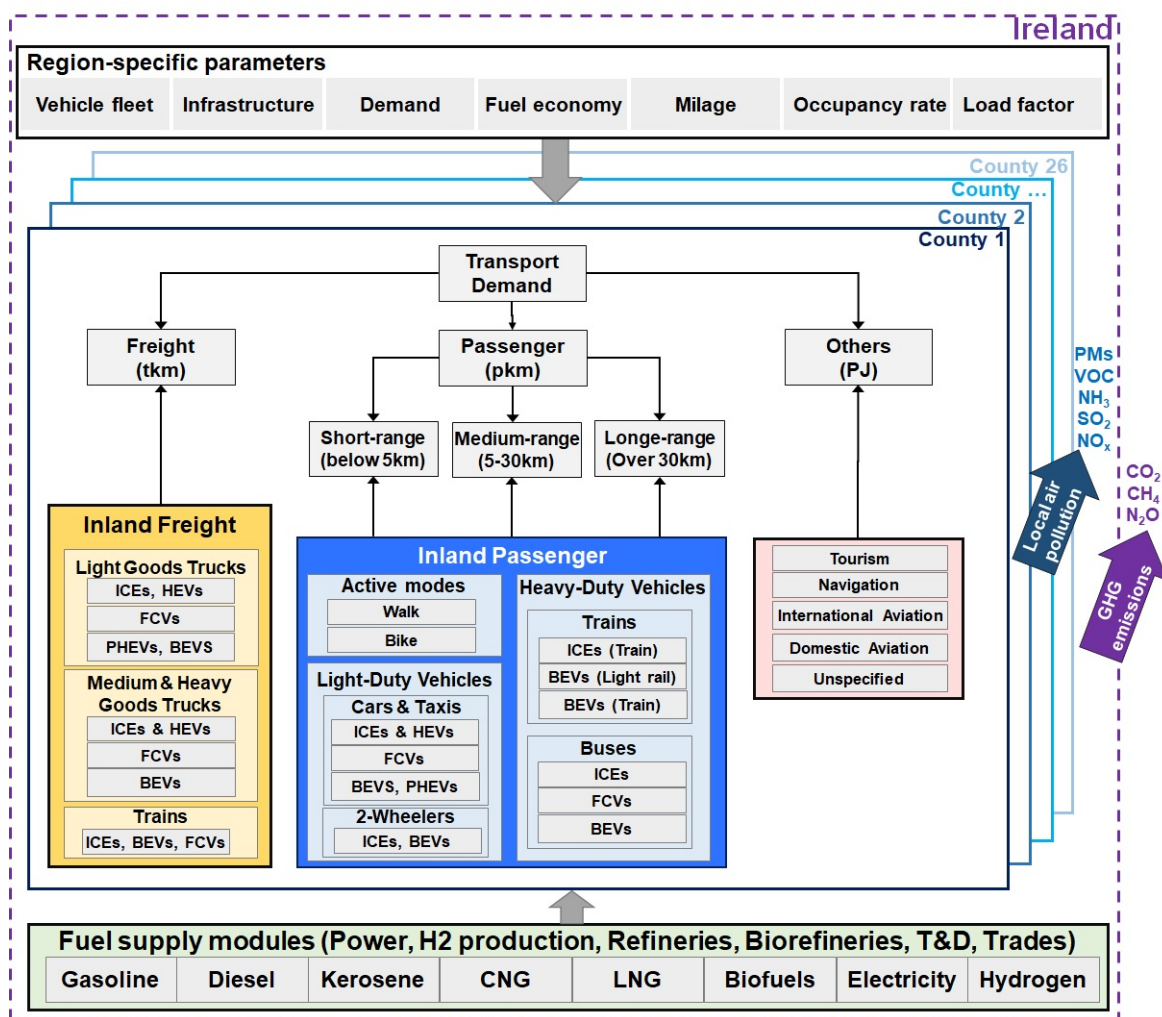 Ireland
Region-specific parameters
Vehicle fleet
Infrastructure
Demand
Fuel economy
Milage
Occupancy rate
Load factor
County 26
County ...
County 2
County 1
Transport
Demand
Freight
(tkm)
Passenger
(pkm)
Others
(PJ)
Short-range
(below 5km)
Medium-range
(5-30km)
Longe-range
(Over 30km)
Inland Freight
Light Goods Trucks
ICEs, HEVs
FCVs
PHEVs, BEVS
Medium & Heavy
Goods Trucks
ICEs & HEVs
FCVs
BEVs
Trains
ICEs, BEVs, FCVs
Inland Passenger
Active modes
Walk
Bike
Light-Duty Vehicles
Cars & Taxis
ICEs & HEVs
FCVs
BEVS, PHEVs
2-Wheelers
ICEs, BEVs
Heavy-Duty Vehicles
Trains
ICEs (Train)
BEVs (Light rail)
BEVs (Train)
Buses
ICEs
FCVs
BEVs
Tourism
Navigation
International Aviation
Domestic Aviation
Unspecified
PMs
VOC
NH₃
SO₂
NOₓ
Local air
pollution
CO₂
CH₄
N₂O
GHG
emissions
Fuel supply modules (Power, H2 production, Refineries, Biorefineries, T&D, Trades)
Gasoline
Diesel
Kerosene
CNG
LNG
Biofuels
Electricity
Hydrogen